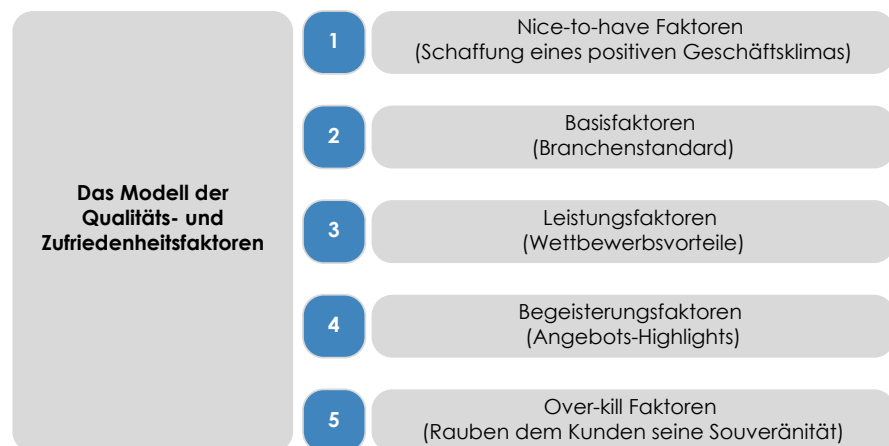 Das Modell der
Qualitäts- und
Zufriedenheitsfaktoren
1
Nice-to-have Faktoren
(Schaffung eines positiven Geschäftsklimas)
2
Basisfaktoren
(Branchenstandard)
3
Leistungsfaktoren
(Wettbewerbsvorteile)
4
Begeisterungsfaktoren
(Angebots-Highlights)
5
Over-kill Faktoren
(Rauben dem Kunden seine Souveränität)